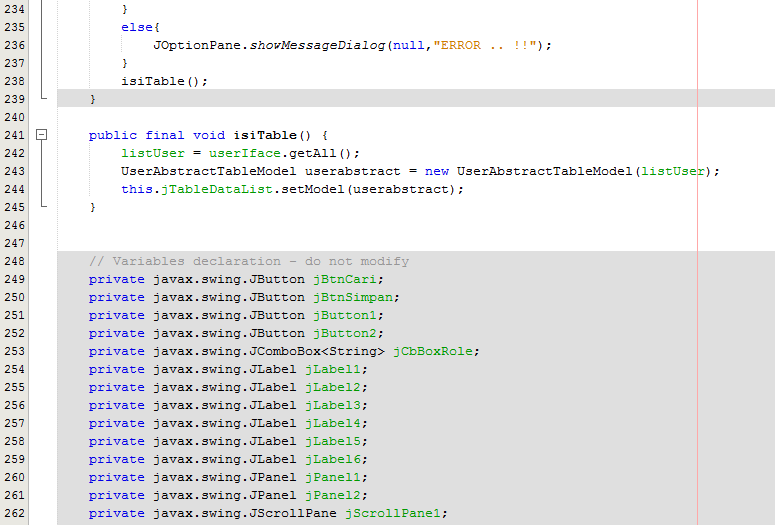 234 }
235 else{
236 JOptionPane.showMessageDialog(null,"ERROR .. !!");
237 }
238 isiTable();
239 }
240
241 public final void isiTable() {
242 listUser = userIface.getAll();
243 UserAbstractTableModel userabstract = new UserAbstractTableModel(listUser);
244 this.jTableDataList.setModel(userabstract);
245 }
246
247
248 // Variables declaration - do not modify
249 private javax.swing.JButton jBtnCari;
250 private javax.swing.JButton jBtnSimpan;
251 private javax.swing.JButton jButton1;
252 private javax.swing.JButton jButton2;
253 private javax.swing.JComboBox<String> jCbBoxRole;
254 private javax.swing.JLabel jLabel1;
255 private javax.swing.JLabel jLabel2;
256 private javax.swing.JLabel jLabel3;
257 private javax.swing.JLabel jLabel4;
258 private javax.swing.JLabel jLabel5;
259 private javax.swing.JLabel jLabel6;
260 private javax.swing.JPanel jPanel1;
261 private javax.swing.JPanel jPanel2;
262 private javax.swing.JScrollPane jScrollPane1;